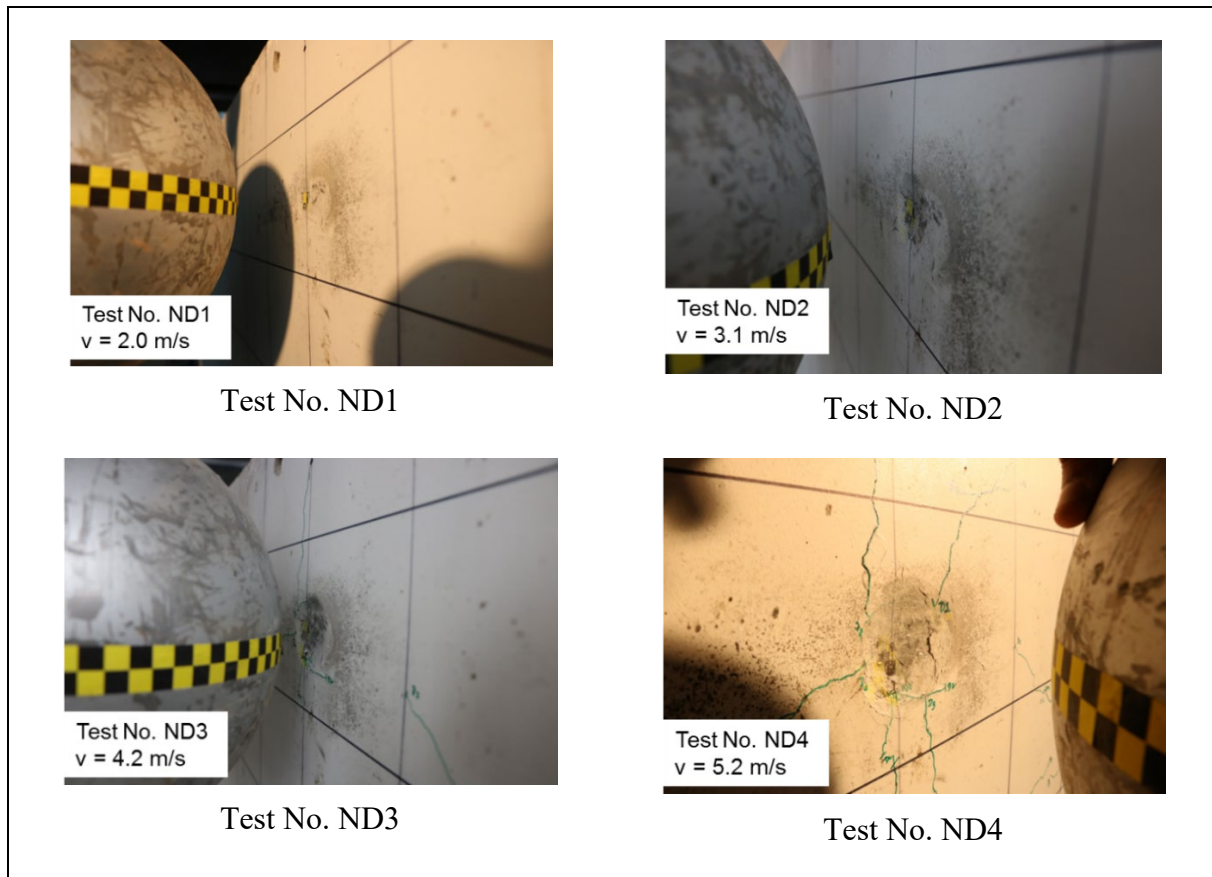 Test No. ND1
v = 2.0 m/s
Test No. ND1
Test No. ND2
v = 3.1 m/s
Test No. ND2
Test No. ND3
v = 4.2 m/s
Test No. ND3
Test No. ND4
v = 5.2 m/s
Test No. ND4